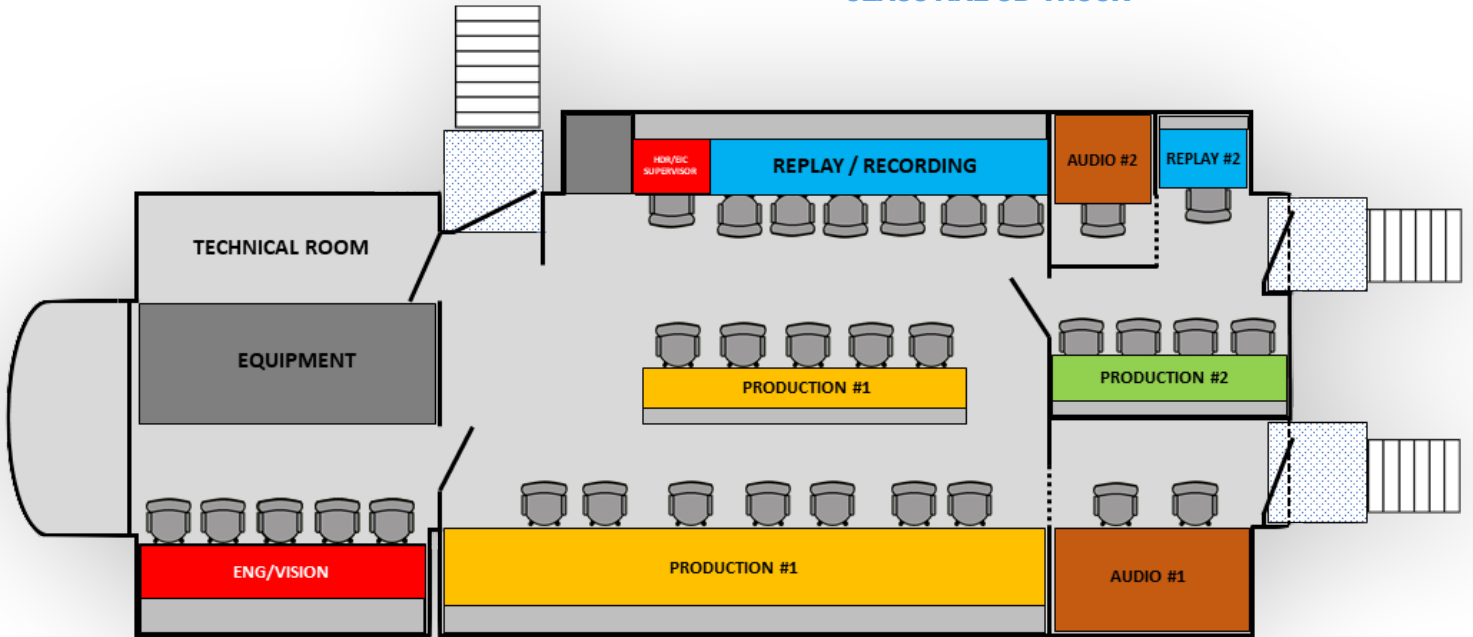 HDR/EIC
SUPERVISOR
REPLAY / RECORDING
AUDIO #2
REPLAY #2
TECHNICAL ROOM
EQUIPMENT
PRODUCTION #1
PRODUCTION #2
ENG/VISION
PRODUCTION #1
AUDIO #1